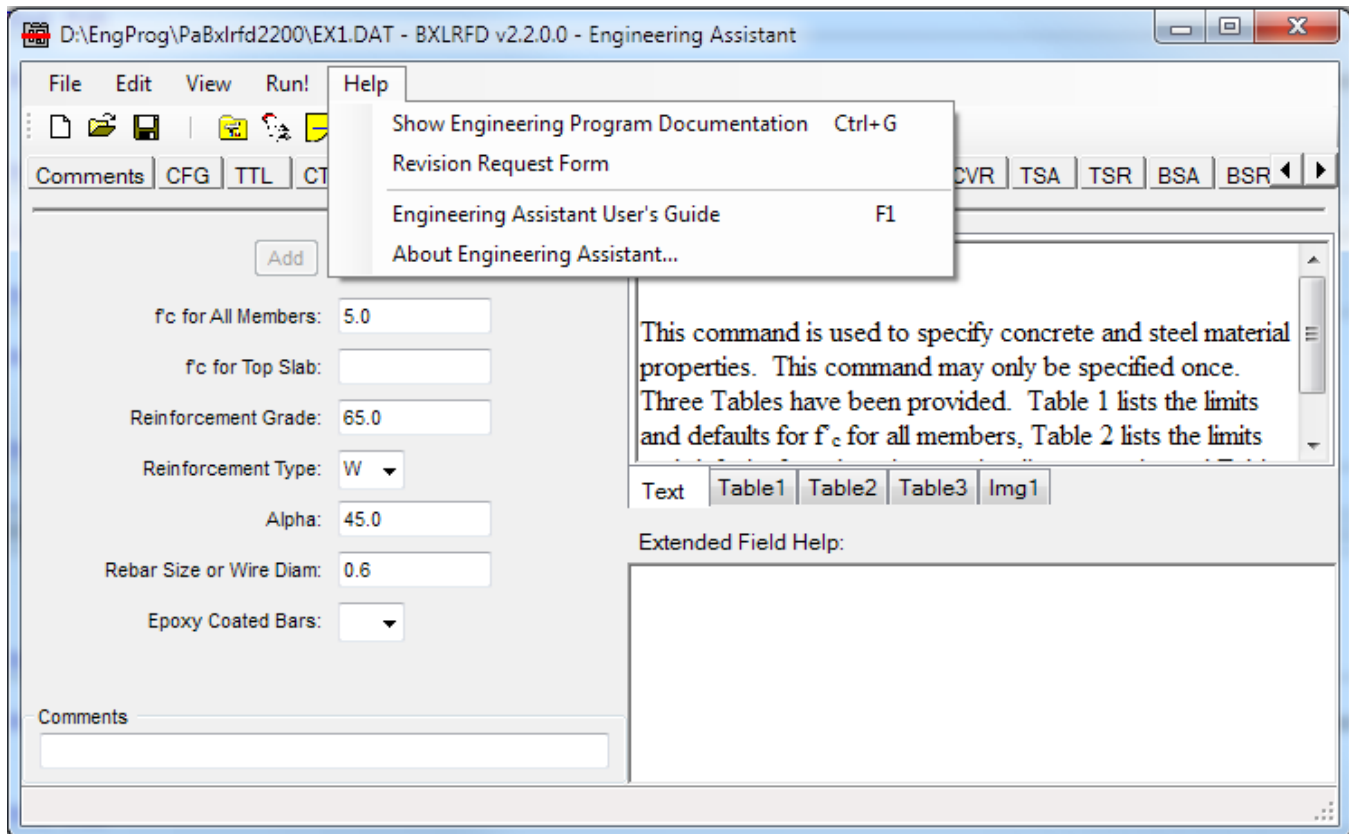 D:\EngProg\PaBxlrfd2200\EX1.DAT - BXLRFD v2.2.0.0 - Engineering Assistant
File Edit View Run! Help
Show Engineering Program Documentation Ctrl+G
Revision Request Form
Engineering Assistant User's Guide F1
About Engineering Assistant...
Comments CFG TTL CT CVR TSA TSR BSA BSR
Add
f'c for All Members: 5.0
f'c for Top Slab:
Reinforcement Grade: 65.0
Reinforcement Type: W
Alpha: 45.0
Rebar Size or Wire Diam: 0.6
Epoxy Coated Bars:
Comments
This command is used to specify concrete and steel material
properties. This command may only be specified once.
Three Tables have been provided. Table 1 lists the limits
and defaults for f'c for all members, Table 2 lists the limits
Text Table1 Table2 Table3 Img1
Extended Field Help: